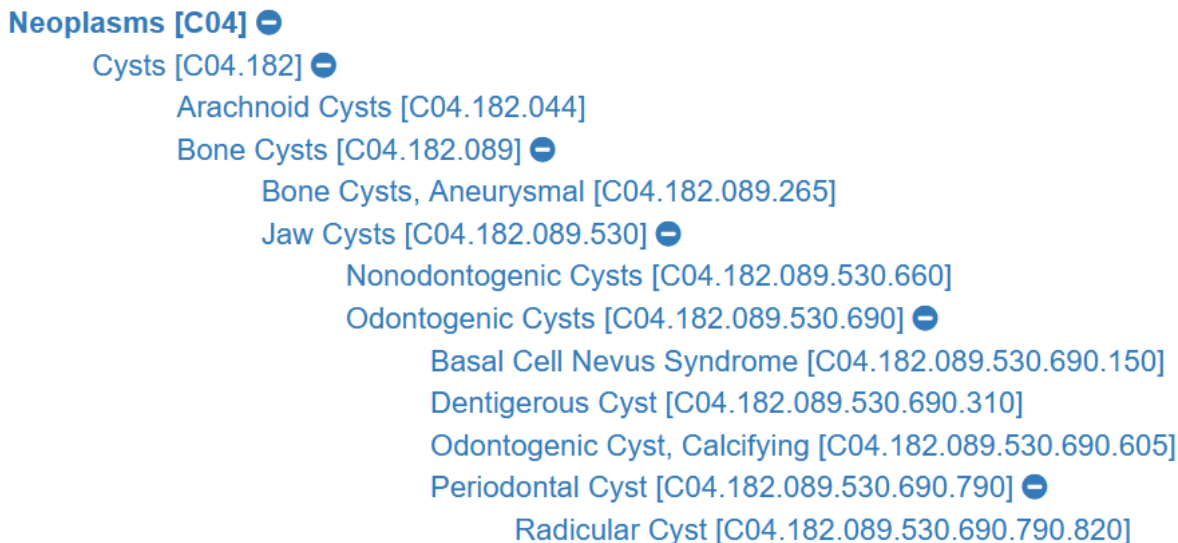 Neoplasms [C04]
Cysts [C04.182]
Arachnoid Cysts [C04.182.044]
Bone Cysts [C04.182.089]
Bone Cysts, Aneurysmal [C04.182.089.265]
Jaw Cysts [C04.182.089.530]
Nonodontogenic Cysts [C04.182.089.530.660]
Odontogenic Cysts [C04.182.089.530.690]
Basal Cell Nevus Syndrome [C04.182.089.530.690.150]
Dentigerous Cyst [C04.182.089.530.690.310]
Odontogenic Cyst, Calcifying [C04.182.089.530.690.605]
Periodontal Cyst [C04.182.089.530.690.790]
Radicular Cyst [C04.182.089.530.690.790.820]